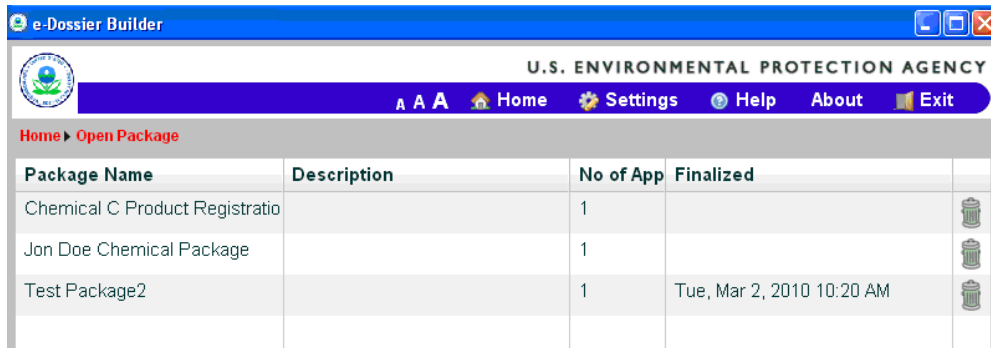 e-Dossier Builder
U.S. ENVIRONMENTAL PROTECTION AGENCY
A A A Home Settings Help About Exit
Home ▸ Open Package
Package Name Description No of App Finalized
Chemical C Product Registratio 1
Jon Doe Chemical Package 1
Test Package2 1 Tue, Mar 2, 2010 10:20 AM